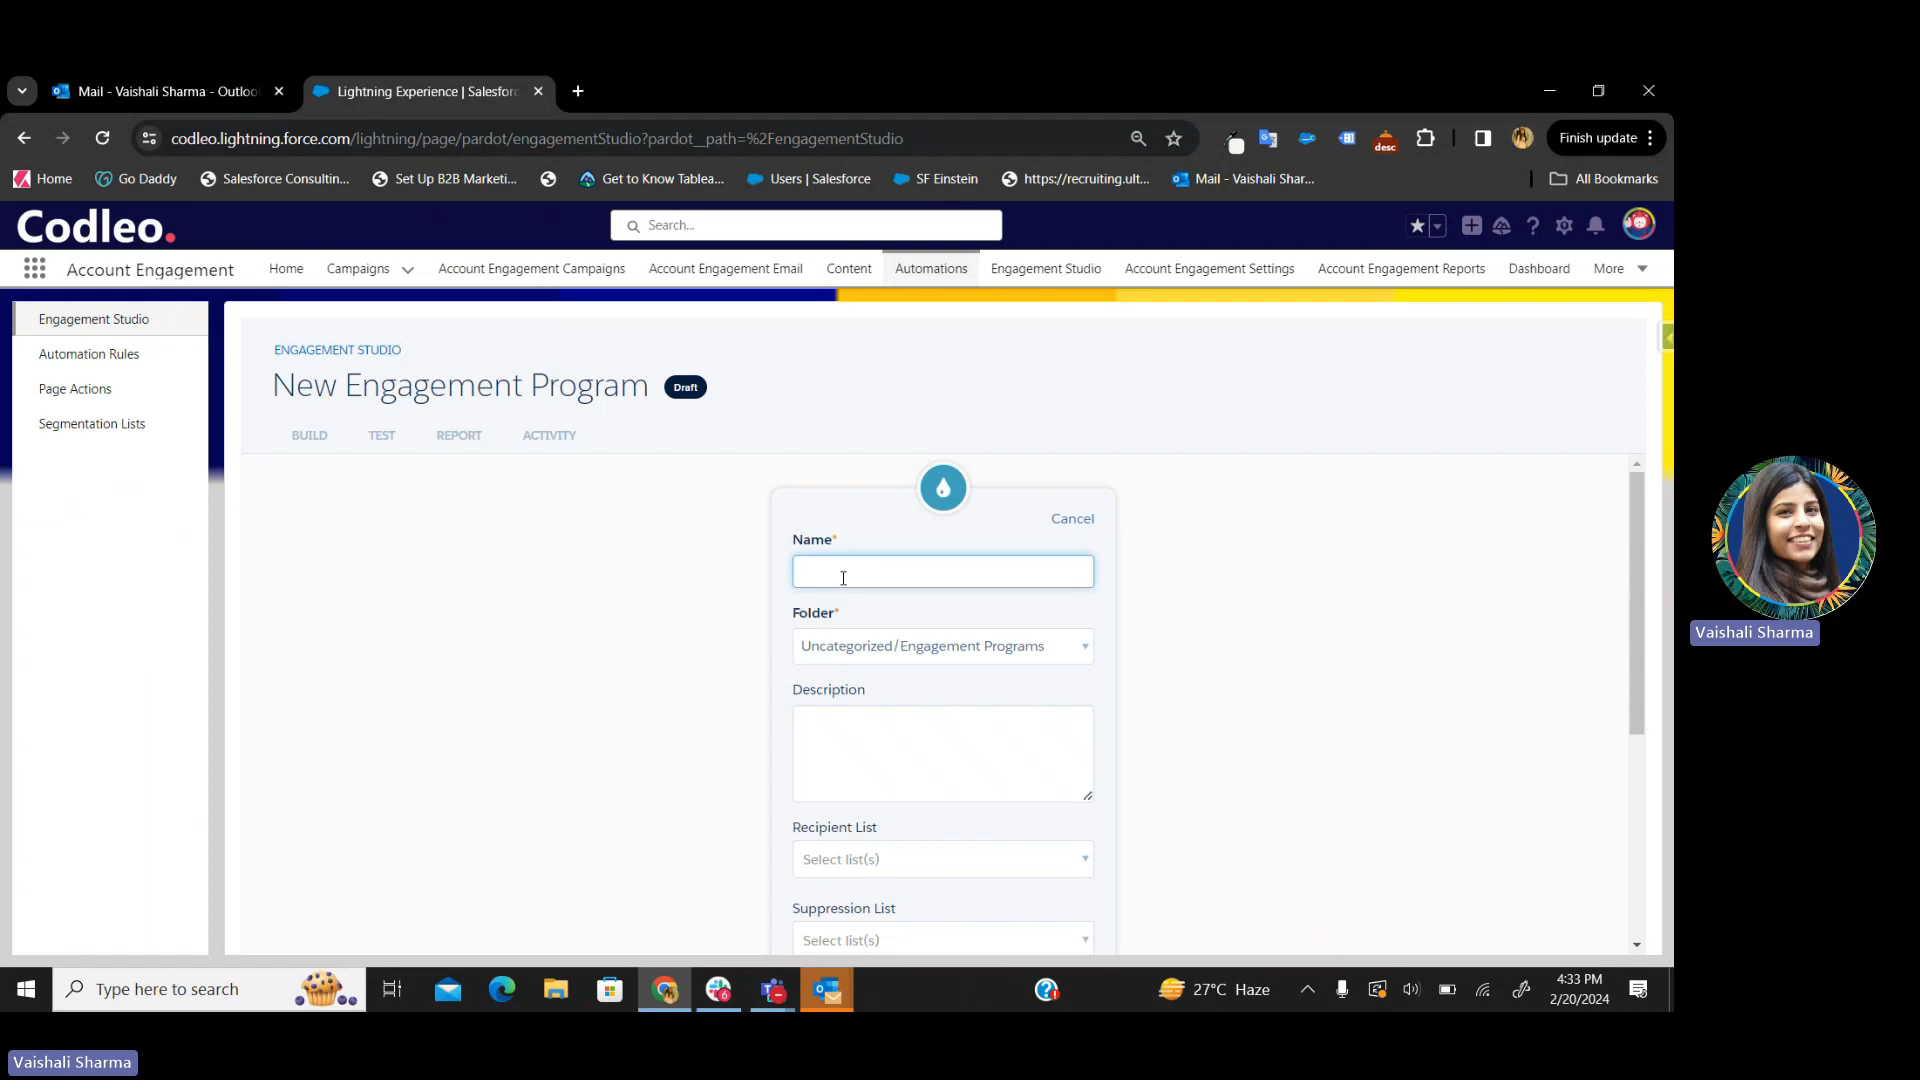 Mail - Vaishali Sharma - Outloo
Lightning Experience | Salesforc
codleo.lightning.force.com/lightning/page/pardot/engagementStudio?pardot__path=%2FengagementStudio
desc
Finish update
Home
Go Daddy
Salesforce Consultin...
Set Up B2B Marketi...
Get to Know Tablea...
Users | Salesforce
SF Einstein
https://recruiting.ult...
Mail - Vaishali Shar...
All Bookmarks
Codleo.
Search...
Account Engagement
Home
Campaigns
Account Engagement Campaigns
Account Engagement Email
Content
Automations
Engagement Studio
Account Engagement Settings
Account Engagement Reports
Dashboard
More
Engagement Studio
Automation Rules
Page Actions
Segmentation Lists
ENGAGEMENT STUDIO
New Engagement Program
Draft
BUILD
TEST
REPORT
ACTIVITY
Cancel
Name*
Folder*
Uncategorized/Engagement Programs
Description
Recipient List
Select list(s)
Suppression List
Select list(s)
Vaishali Sharma
Type here to search
6
27°C Haze
4:33 PM
2/20/2024
Vaishali Sharma